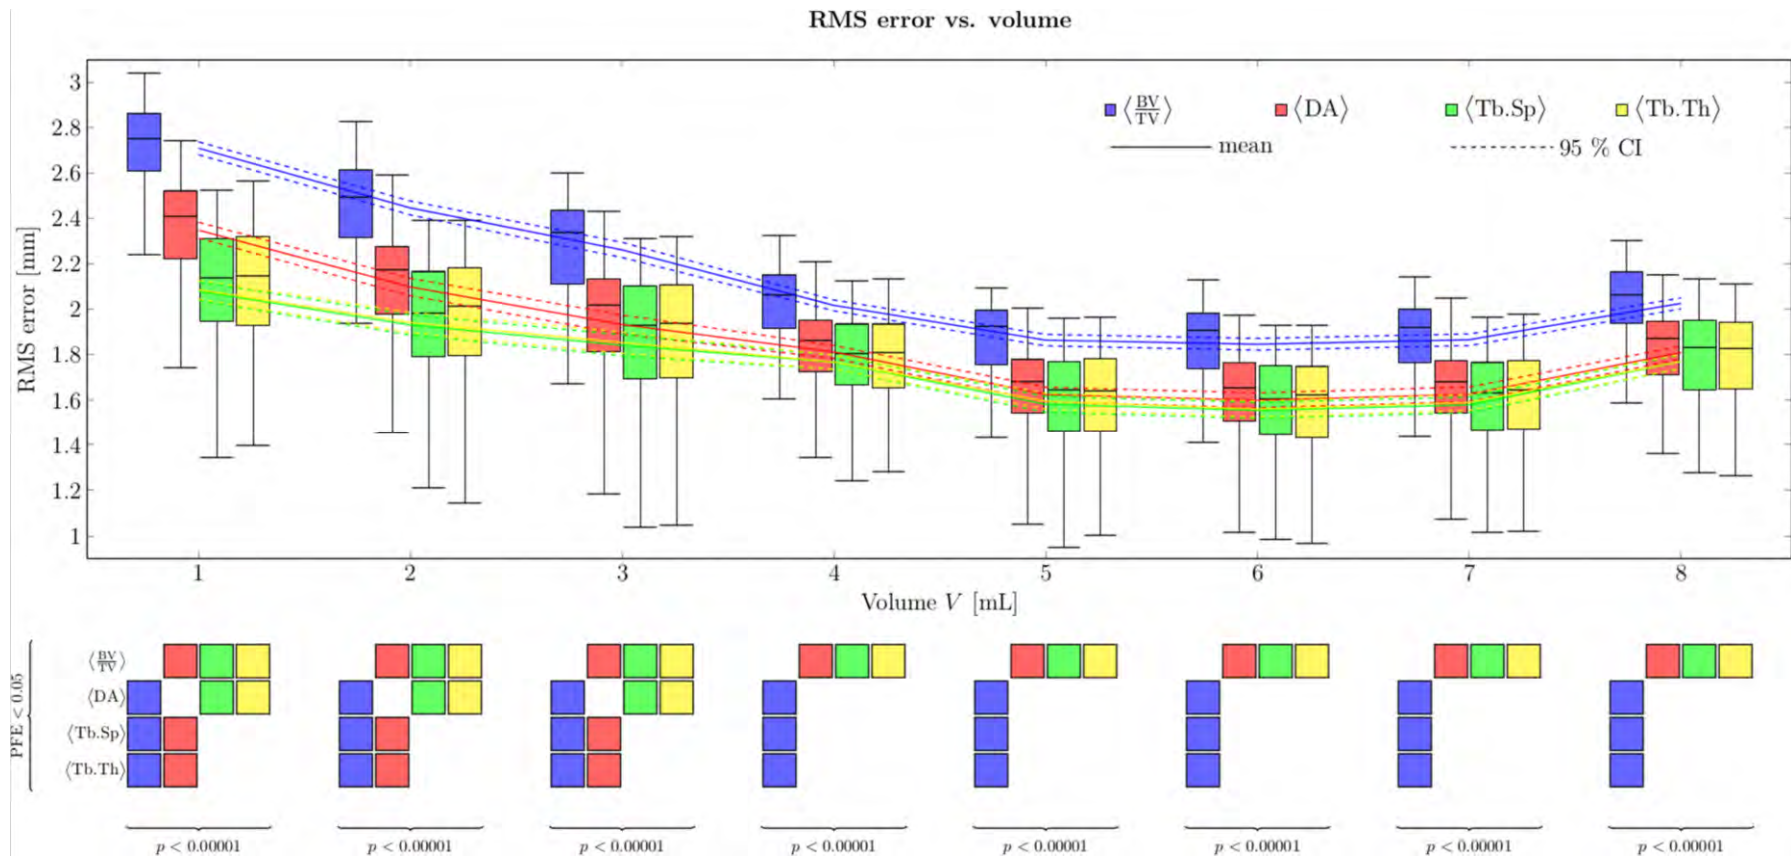 RMS error vs. volume
RMS error [mm]
3
2.8
2.6
2.4
2.2
2
1.8
1.6
1.4
1.2
1
⟨BV/TV⟩ ⟨DA⟩ ⟨Tb.Sp⟩ ⟨Tb.Th⟩
mean 95 % CI
1 2 3 4 5 6 7 8
Volume V [mL]
PFE < 0.05
⟨BV/TV⟩
⟨DA⟩
⟨Tb.Sp⟩
⟨Tb.Th⟩
p < 0.00001 p < 0.00001 p < 0.00001 p < 0.00001 p < 0.00001 p < 0.00001 p < 0.00001 p < 0.00001